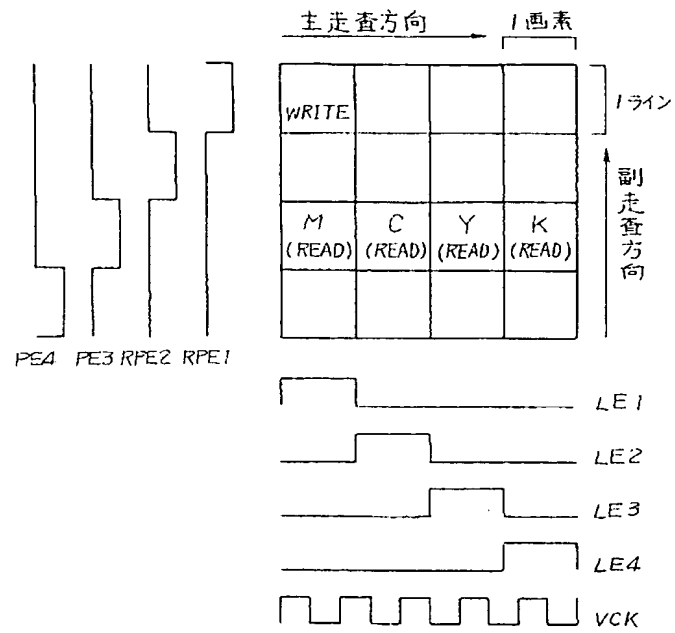 主走査方向
1画素
WRITE
1ライン
副走査方向
M C Y K
(READ) (READ) (READ) (READ)
PE4 PE3 RPE2 RPE1
LE1
LE2
LE3
LE4
VCK